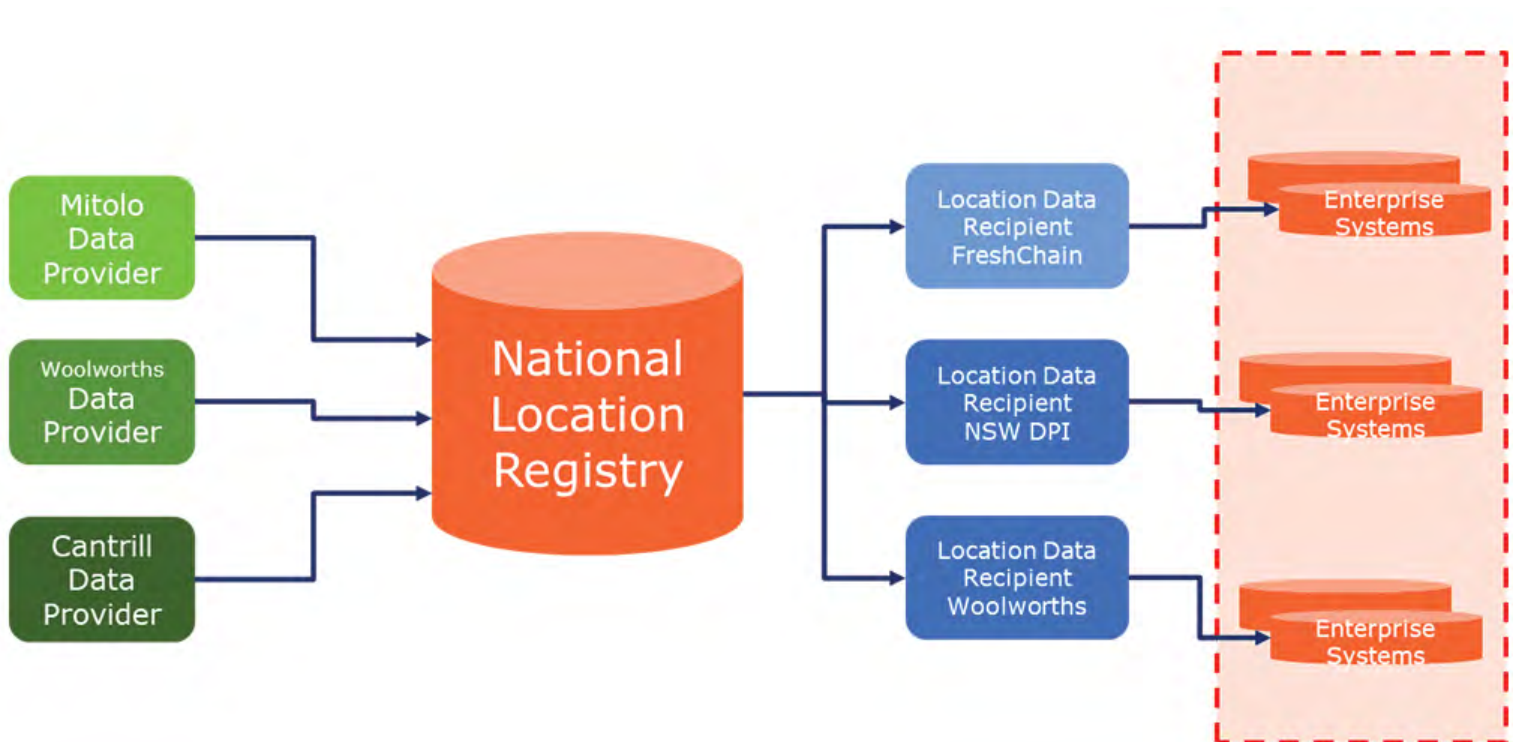 Mitolo
Data
Provider
Woolworths
Data
Provider
Cantrill
Data
Provider
National
Location
Registry
Location Data
Recipient
FreshChain
Location Data
Recipient
NSW DPI
Location Data
Recipient
Woolworths
Enterprise
Systems
Enterprise
Systems
Enterprise
Systems